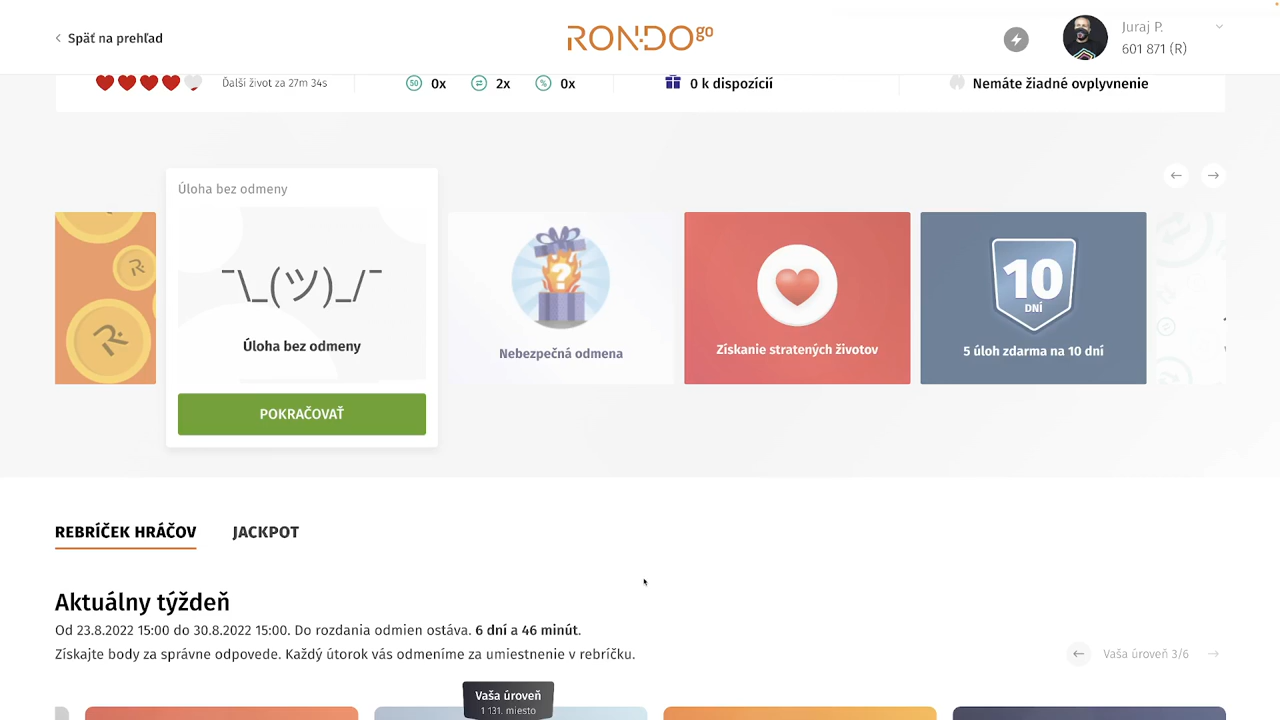 Späť na prehľad
RONDO go
Juraj P.
601 871 (R)
Ďalší život za 27m 34s
50 0x
2x
% 0x
0 k dispozícií
Nemáte žiadné ovplyvnenie
Úloha bez odmeny
¯\_(ツ)_/¯
Úloha bez odmeny
POKRAČOVAŤ
?
Nebezpečná odmena
Získanie stratených životov
10
DNÍ
5 úloh zdarma na 10 dní
REBRÍČEK HRÁČOV
JACKPOT
Aktuálny týždeň
Od 23.8.2022 15:00 do 30.8.2022 15:00. Do rozdania odmien ostáva. 6 dní a 46 minút.
Získajte body za správne odpovede. Každý útorok vás odmeníme za umiestnenie v rebríčku.
Vaša úroveň 3/6
Vaša úroveň
1 131. miesto